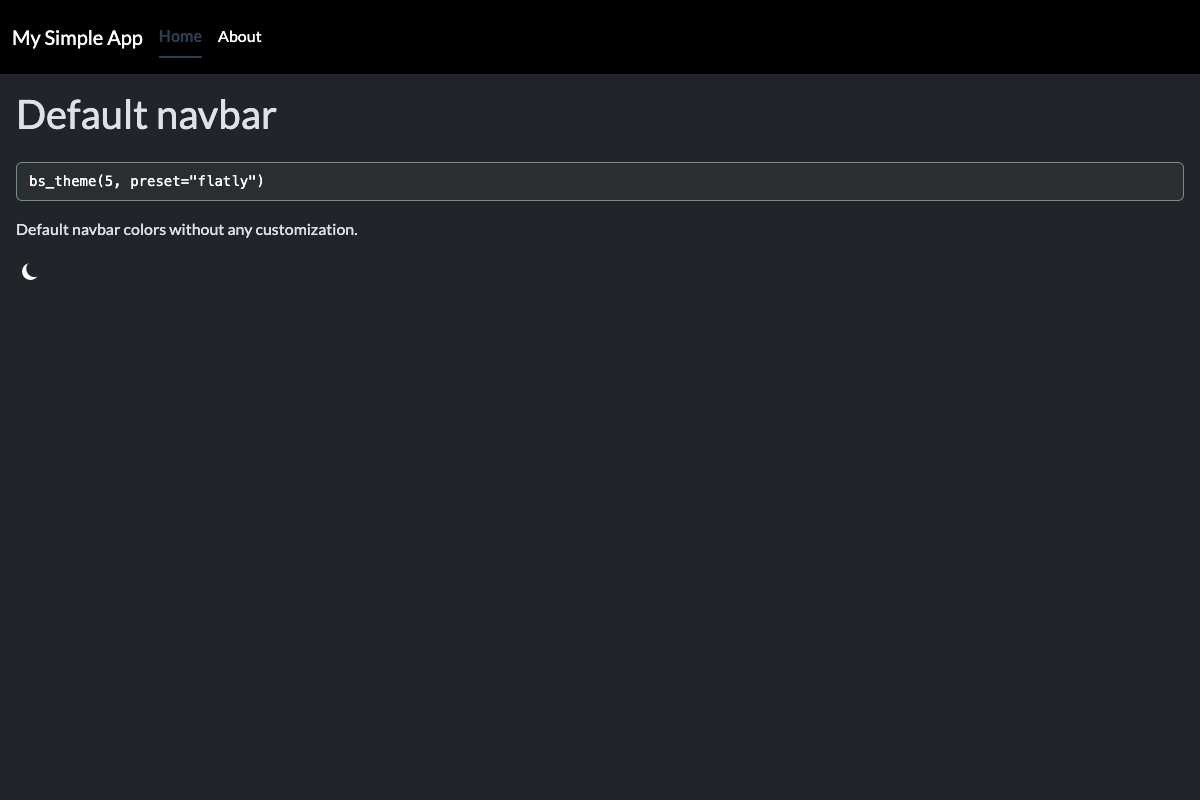 My Simple App Home About
Default navbar
bs_theme(5, preset="flatly")
Default navbar colors without any customization.